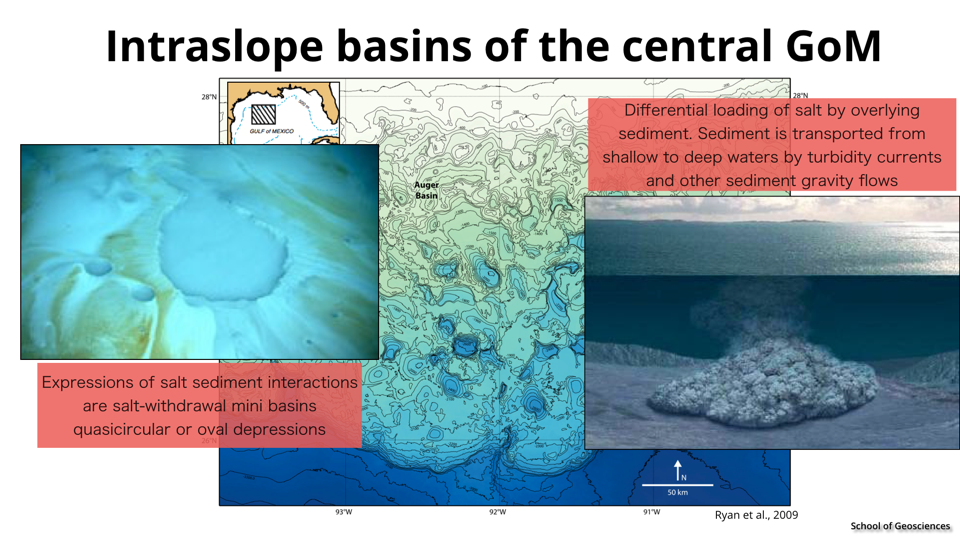 Intraslope basins of the central GoM
28°N
28°N
GULF of MEXICO
Differential loading of salt by overlying
sediment. Sediment is transported from
shallow to deep waters by turbidity currents
and other sediment gravity flows
Auger
Basin
Expressions of salt sediment interactions
are salt-withdrawal mini basins
quasicircular or oval depressions
N
50 km
93°W
92°W
91°W
Ryan et al., 2009
School of Geosciences